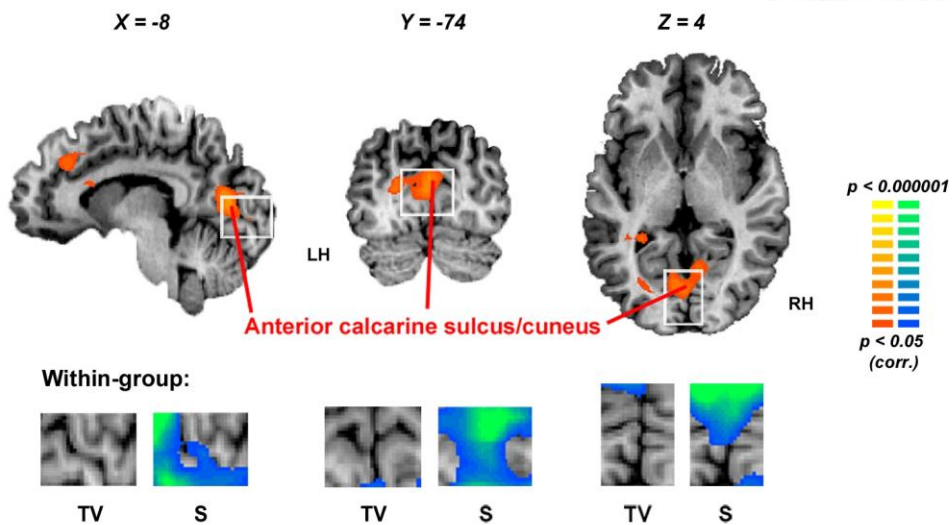 X = -8
Y = -74
Z = 4
p < 0.000001
LH
RH
Anterior calcarine sulcus/cuneus
p < 0.05
(corr.)
Within-group:
TV
S
TV
S
TV
S